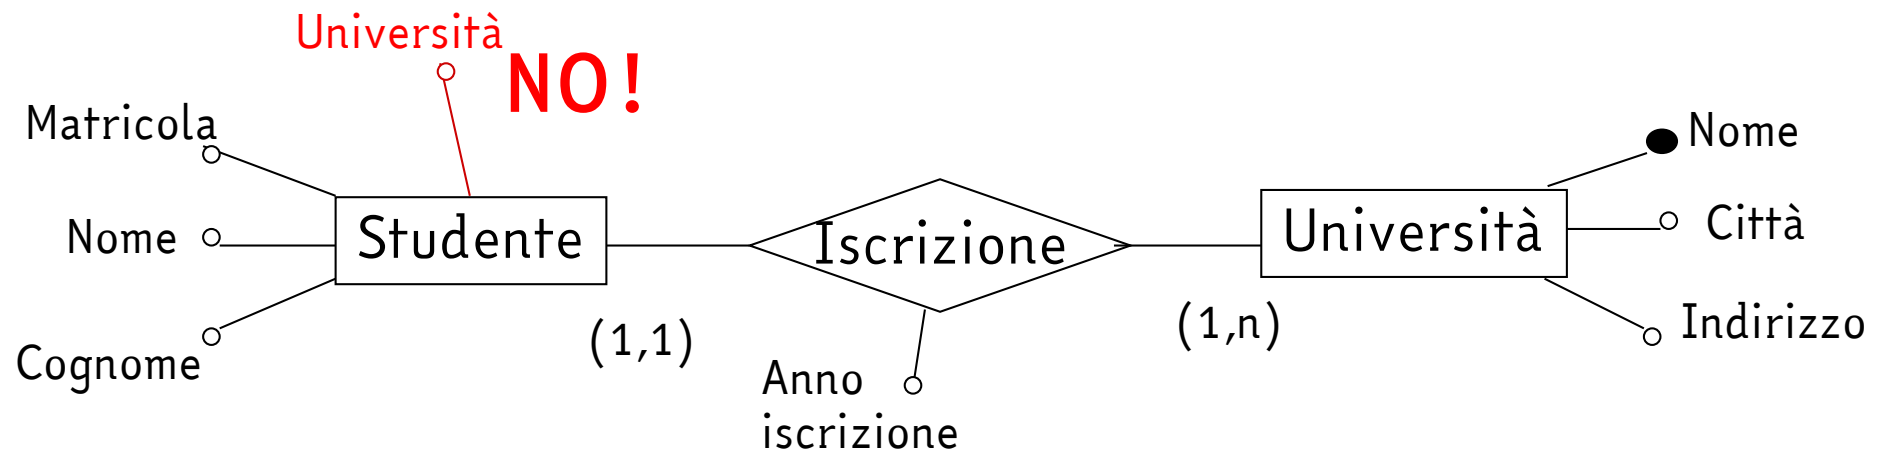 Università
NO!
Matricola
Nome
Cognome
Studente
(1,1)
Iscrizione
Anno
iscrizione
(1,n)
Università
Nome
Città
Indirizzo